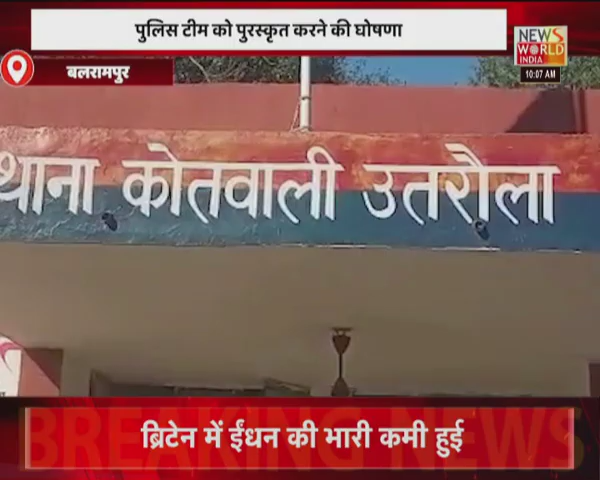 पुलिस टीम को पुरस्कृत करने की घोषणा
NEWS
WORLD
INDIA
10:07 AM
बलरामपुर
थाना कोतवाली उतरौला
BREAKING NEWS
ब्रिटेन में ईंधन की भारी कमी हुई